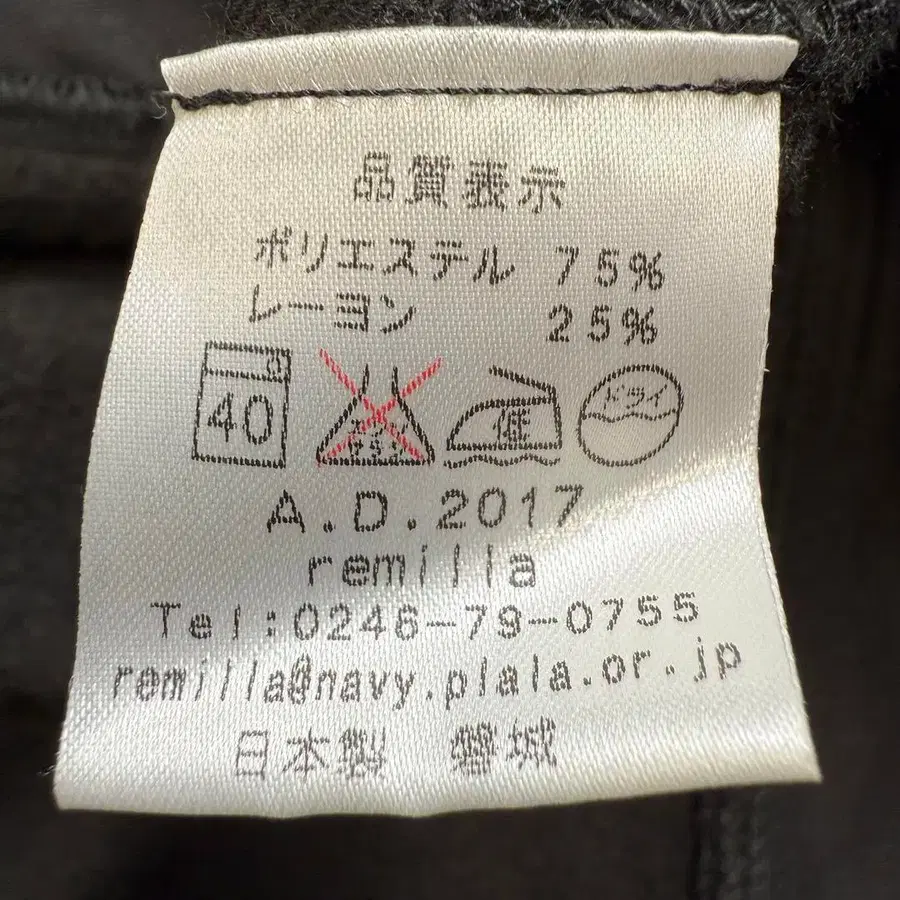 品質表示
ポリエステル 75%
レーヨン 25%
40 エンソ サラシ 低 ドライ
A.D.2017
remilla
Tel:0246-79-0755
remilla@navy.plala.or.jp
日本製 磐城